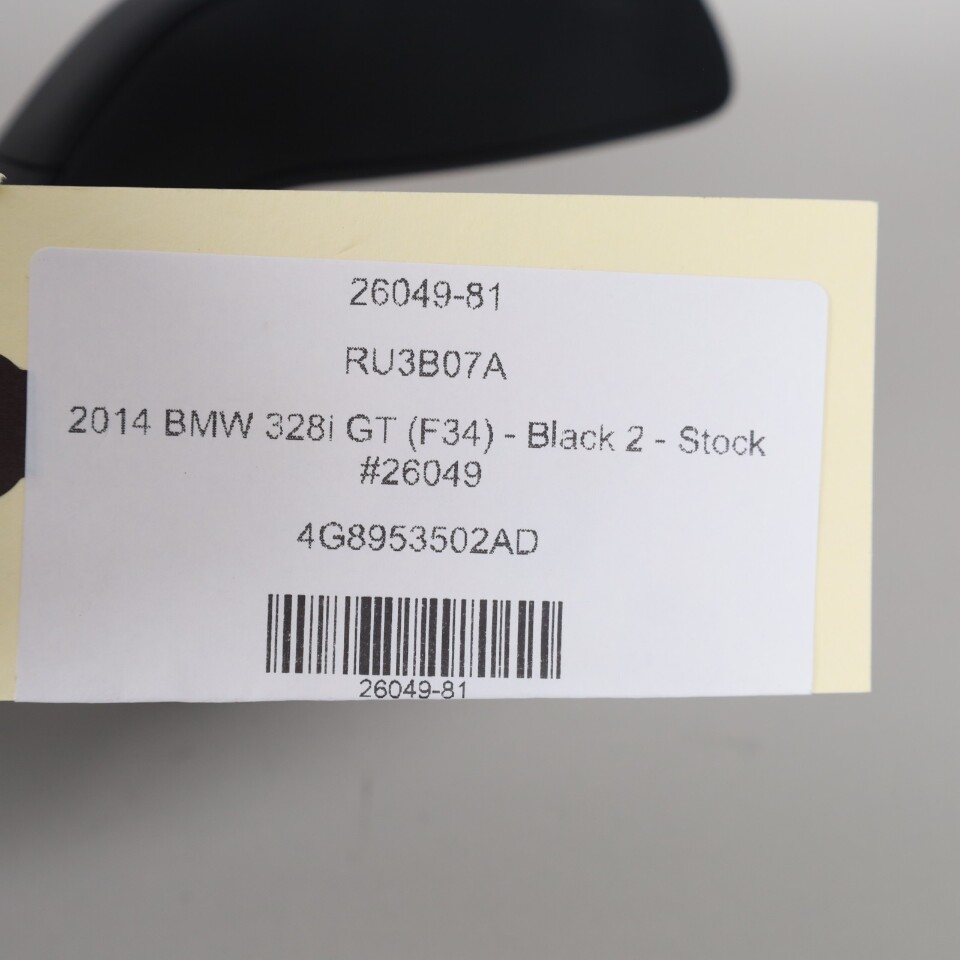 26049-81
RU3B07A
2014 BMW 328i GT (F34) - Black 2 - Stock
#26049
4G8953502AD
26049-81